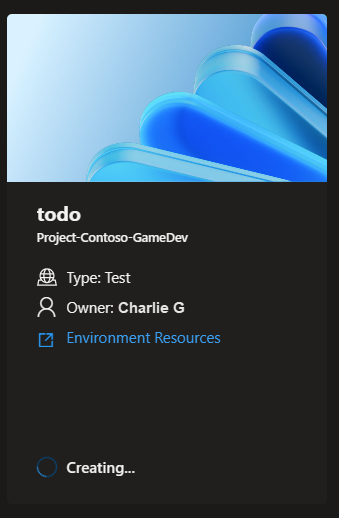 todo
Project-Contoso-GameDev
Type: Test
Owner: Charlie G
Environment Resources
Creating...